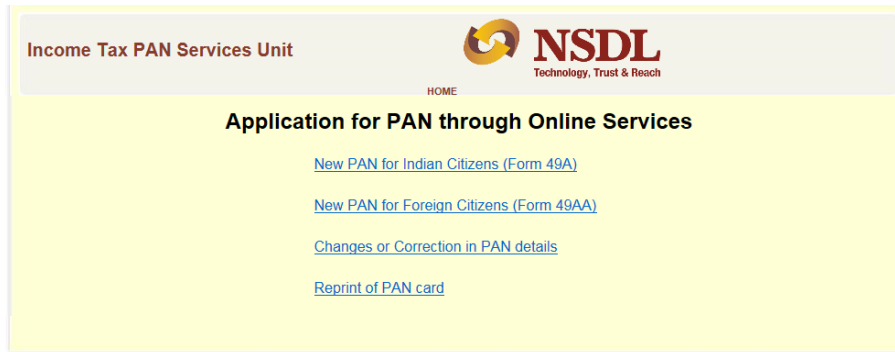 Income Tax PAN Services Unit
NSDL
Technology, Trust & Reach
HOME
Application for PAN through Online Services
New PAN for Indian Citizens (Form 49A)
New PAN for Foreign Citizens (Form 49AA)
Changes or Correction in PAN details
Reprint of PAN card